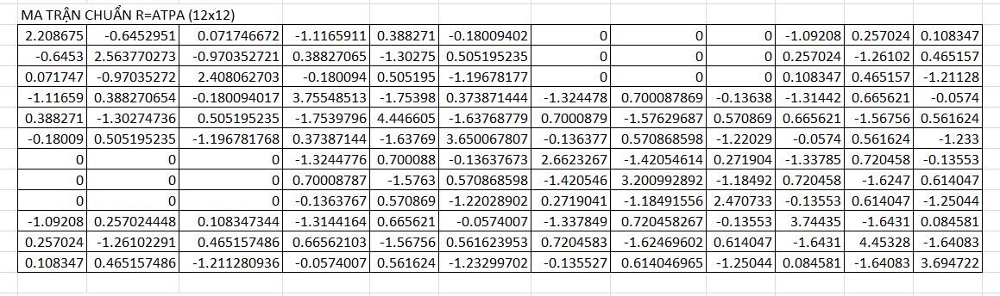 MA TRẬN CHUẨN R=ATPA (12x12)
2.208675 -0.6452951 0.071746672 -1.1165911 0.388271 -0.18009402 0 0 0 -1.09208 0.257024 0.108347
-0.6453 2.563770273 -0.970352721 0.38827065 -1.30275 0.505195235 0 0 0 0.257024 -1.26102 0.465157
0.071747 -0.97035272 2.408062703 -0.180094 0.505195 -1.19678177 0 0 0 0.108347 0.465157 -1.21128
-1.11659 0.388270654 -0.180094017 3.75548513 -1.75398 0.373871444 -1.324478 0.700087869 -0.13638 -1.31442 0.665621 -0.0574
0.388271 -1.30274736 0.505195235 -1.7539796 4.446605 -1.63768779 0.7000879 -1.57629687 0.570869 0.665621 -1.56756 0.561624
-0.18009 0.505195235 -1.196781768 0.37387144 -1.63769 3.650067807 -0.136377 0.570868598 -1.22029 -0.0574 0.561624 -1.233
0 0 0 -1.3244776 0.700088 -0.13637673 2.6623267 -1.42054614 0.271904 -1.33785 0.720458 -0.13553
0 0 0 0.70008787 -1.5763 0.570868598 -1.420546 3.200992892 -1.18492 0.720458 -1.6247 0.614047
0 0 0 -0.1363767 0.570869 -1.22028902 0.2719041 -1.18491556 2.470733 -0.13553 0.614047 -1.25044
-1.09208 0.257024448 0.108347344 -1.3144164 0.665621 -0.0574007 -1.337849 0.720458267 -0.13553 3.74435 -1.6431 0.084581
0.257024 -1.26102291 0.465157486 0.66562103 -1.56756 0.561623953 0.7204583 -1.62469602 0.614047 -1.6431 4.45328 -1.64083
0.108347 0.465157486 -1.211280936 -0.0574007 0.561624 -1.23299702 -0.135527 0.614046965 -1.25044 0.084581 -1.64083 3.694722